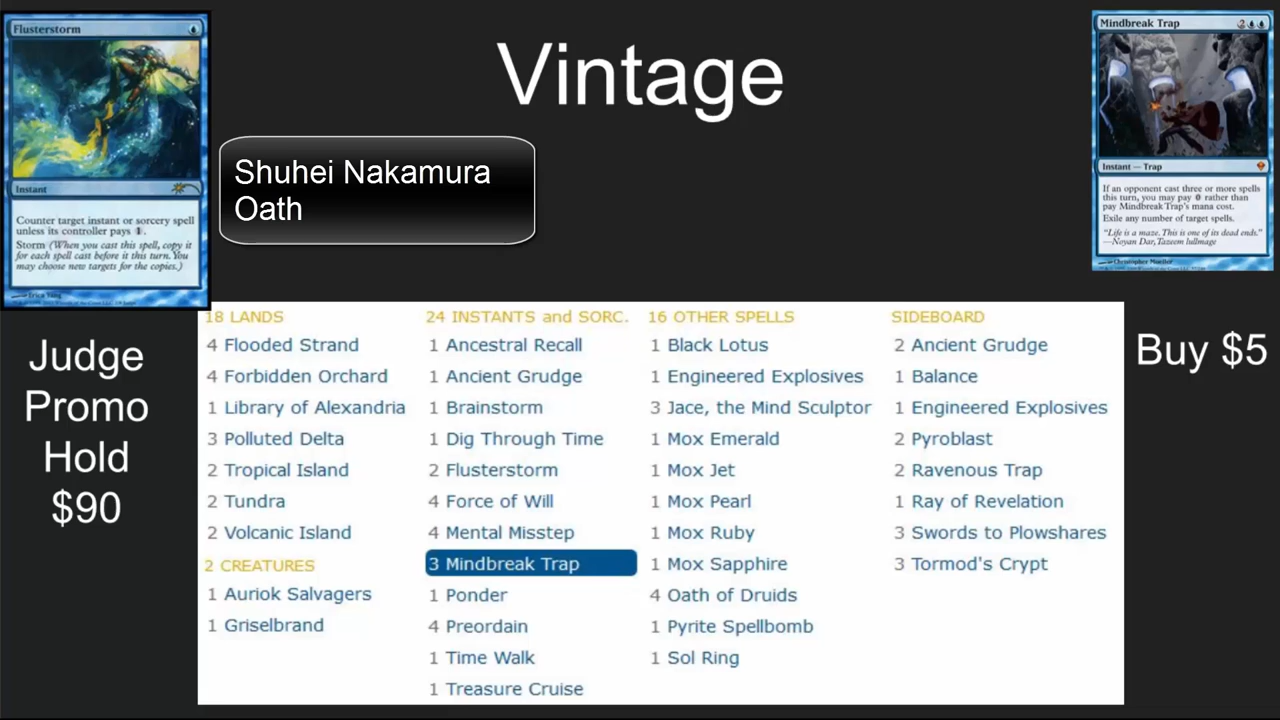 Flusterstorm
Instant
Counter target instant or sorcery spell
unless its controller pays 1.
Storm (When you cast this spell, copy it
for each spell cast before it this turn. You
may choose new targets for the copies.)
Vintage
Shuhei Nakamura
Oath
Mindbreak Trap
2
Instant — Trap
If an opponent cast three or more spells
this turn, you may pay 0 rather than
pay Mindbreak Trap's mana cost.
Exile any number of target spells.
"Life is a maze. This is one of its dead ends."
—Noyan Dar, Tazeem lullmage
Christopher Moeller
Judge
Promo
Hold
$90
18 LANDS
4 Flooded Strand
4 Forbidden Orchard
1 Library of Alexandria
3 Polluted Delta
2 Tropical Island
2 Tundra
2 Volcanic Island
2 CREATURES
1 Auriok Salvagers
1 Griselbrand
24 INSTANTS and SORC.
1 Ancestral Recall
1 Ancient Grudge
1 Brainstorm
1 Dig Through Time
2 Flusterstorm
4 Force of Will
4 Mental Misstep
3 Mindbreak Trap
1 Ponder
4 Preordain
1 Time Walk
1 Treasure Cruise
16 OTHER SPELLS
1 Black Lotus
1 Engineered Explosives
3 Jace, the Mind Sculptor
1 Mox Emerald
1 Mox Jet
1 Mox Pearl
1 Mox Ruby
1 Mox Sapphire
4 Oath of Druids
1 Pyrite Spellbomb
1 Sol Ring
SIDEBOARD
2 Ancient Grudge
1 Balance
1 Engineered Explosives
2 Pyroblast
2 Ravenous Trap
1 Ray of Revelation
3 Swords to Plowshares
3 Tormod's Crypt
Buy $5